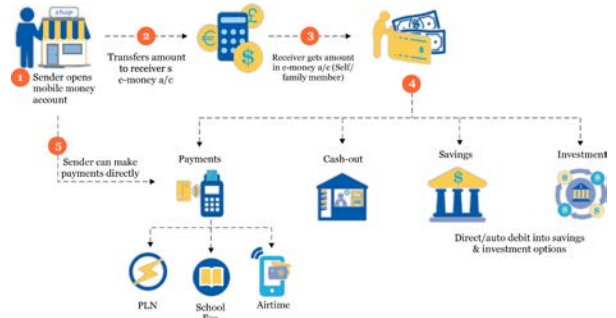 shop
1
Sender opens
mobile money
account
2
Transfers amount
to receiver s
e-money a/c
3
Receiver gets amount
in e-money a/c (Self/
family member)
4
5
Sender can make
payments directly
Payments
Cash-out
Savings
Investment
Direct/auto debit into savings
& investment options
PLN
School
Airtime